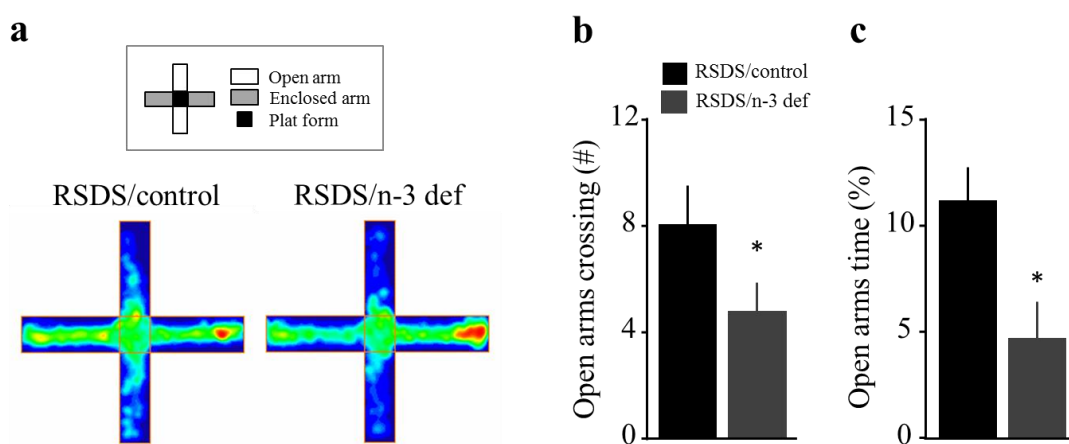 a
Open arm
Enclosed arm
Plat form
RSDS/control
RSDS/n-3 def
b
RSDS/control
RSDS/n-3 def
Open arms crossing (#)
12
8
4
0
*
c
Open arms time (%)
15
10
5
0
*